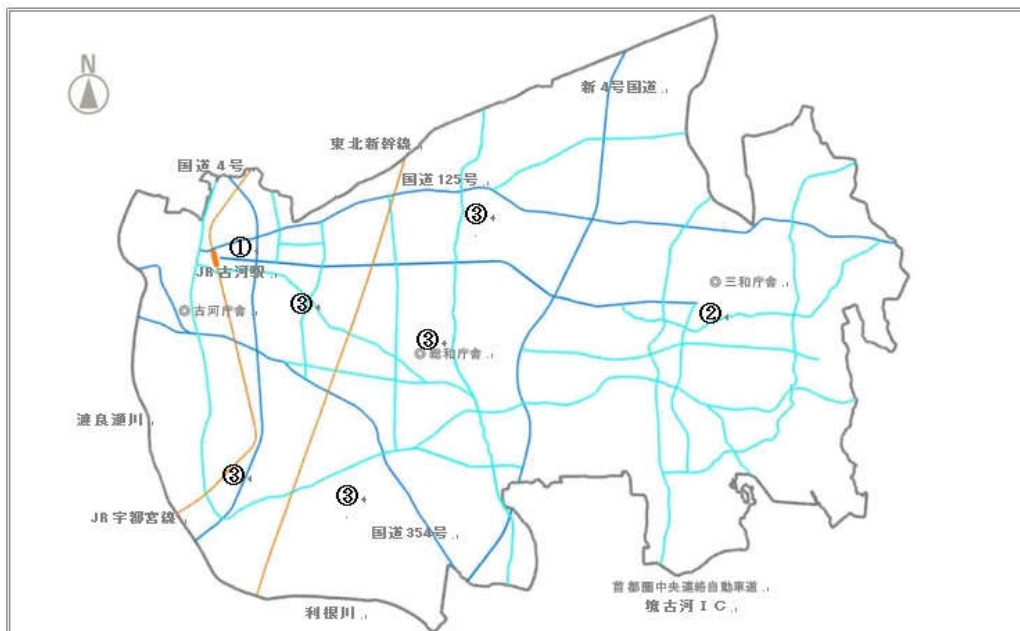 N
新4号国道
東北新幹線
国道4号
国道125号
③
①
JR古河駅
◎三和庁舎
③
◎古河庁舎
②
③
◎総和庁舎
渡良瀬川
③
③
JR宇都宮線
国道354号
首都圏中央連絡自動車道
利根川
境古河IC